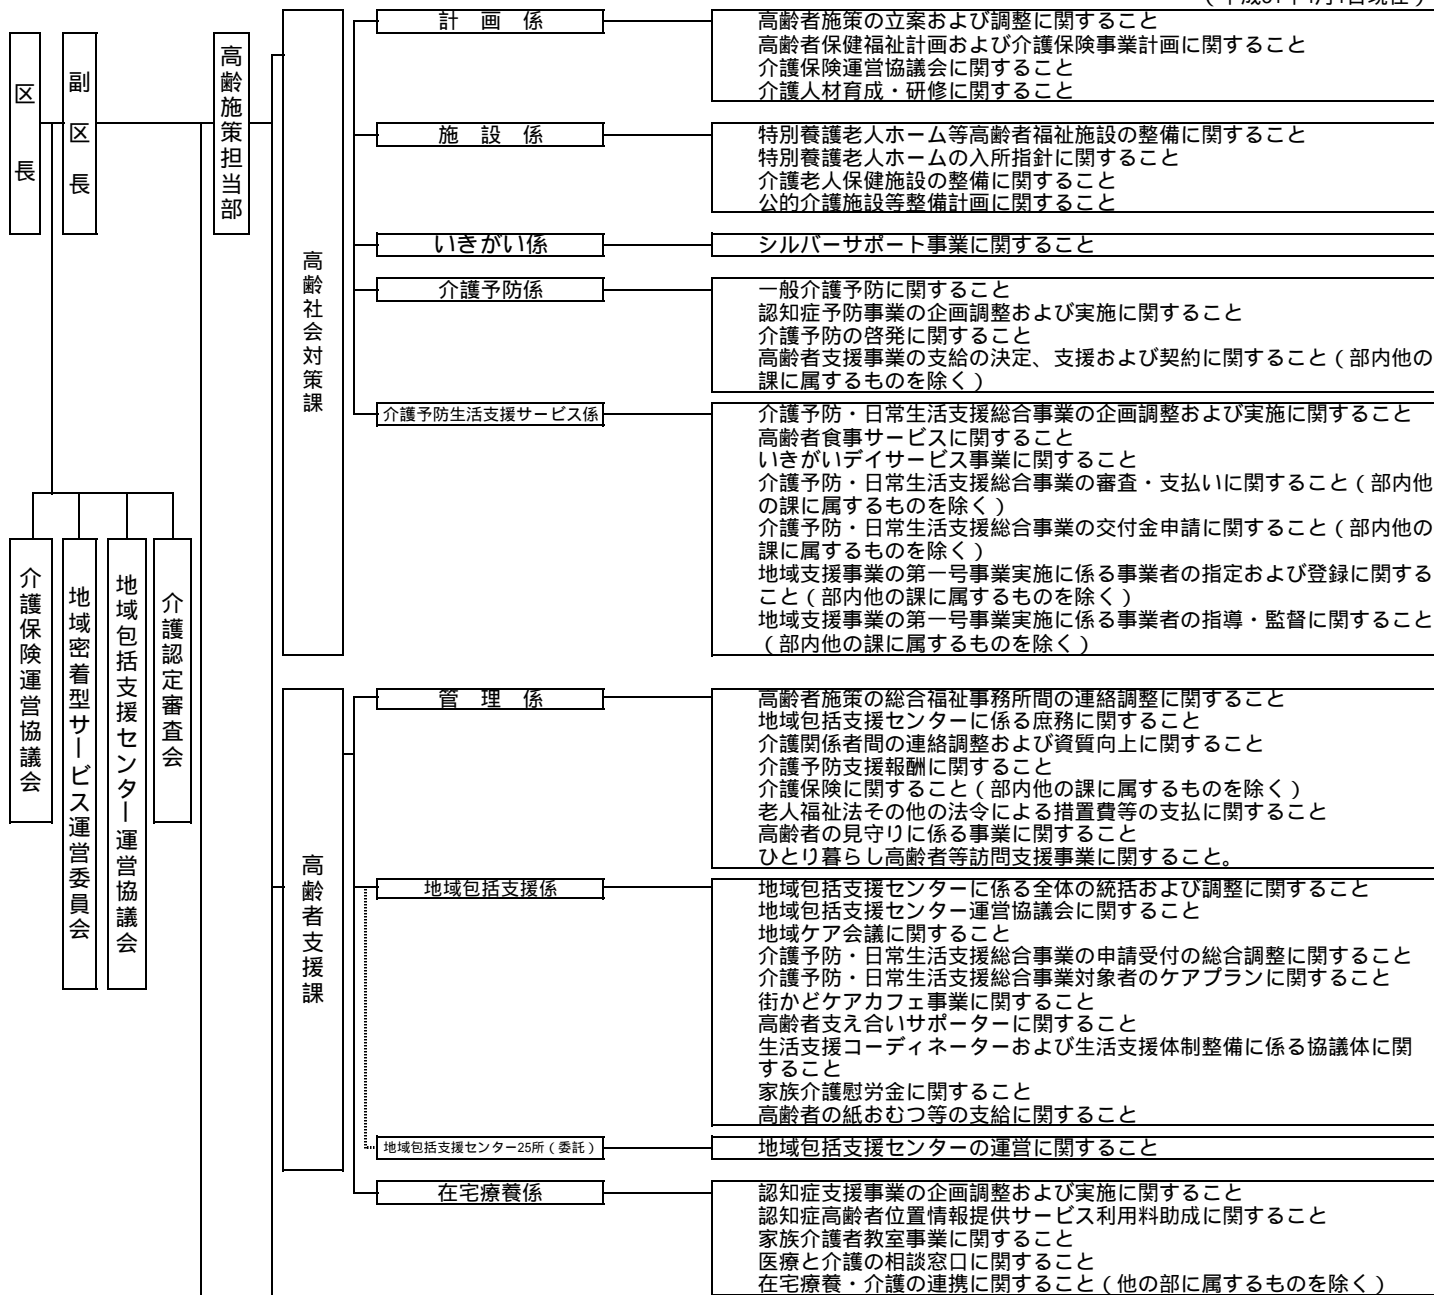 (平成31年4月1日現在)
区長
副区長
高齢施策担当部
介護保険運営協議会
地域密着型サービス運営委員会
地域包括支援センター運営協議会
介護認定審査会
高齢社会対策課
計　画　係
高齢者施策の立案および調整に関すること
高齢者保健福祉計画および介護保険事業計画に関すること
介護保険運営協議会に関すること
介護人材育成・研修に関すること
施　設　係
特別養護老人ホーム等高齢者福祉施設の整備に関すること
特別養護老人ホームの入所指針に関すること
介護老人保健施設の整備に関すること
公的介護施設等整備計画に関すること
いきがい係
シルバーサポート事業に関すること
介護予防係
一般介護予防に関すること
認知症予防事業の企画調整および実施に関すること
介護予防の啓発に関すること
高齢者支援事業の支給の決定、支援および契約に関すること（部内他の
課に属するものを除く）
介護予防生活支援サービス係
介護予防・日常生活支援総合事業の企画調整および実施に関すること
高齢者食事サービスに関すること
いきがいデイサービス事業に関すること
介護予防・日常生活支援総合事業の審査・支払いに関すること（部内他
の課に属するものを除く）
介護予防・日常生活支援総合事業の交付金申請に関すること（部内他の
課に属するものを除く）
地域支援事業の第一号事業実施に係る事業者の指定および登録に関する
こと（部内他の課に属するものを除く）
地域支援事業の第一号事業実施に係る事業者の指導・監督に関すること
（部内他の課に属するものを除く）
高齢者支援課
管　理　係
高齢者施策の総合福祉事務所間の連絡調整に関すること
地域包括支援センターに係る庶務に関すること
介護関係者間の連絡調整および資質向上に関すること
介護予防支援報酬に関すること
介護保険に関すること（部内他の課に属するものを除く）
老人福祉法その他の法令による措置費等の支払に関すること
高齢者の見守りに係る事業に関すること
ひとり暮らし高齢者等訪問支援事業に関すること。
地域包括支援係
地域包括支援センターに係る全体の統括および調整に関すること
地域包括支援センター運営協議会に関すること
地域ケア会議に関すること
介護予防・日常生活支援総合事業の申請受付の総合調整に関すること
介護予防・日常生活支援総合事業対象者のケアプランに関すること
街かどケアカフェ事業に関すること
高齢者支え合いサポーターに関すること
生活支援コーディネーターおよび生活支援体制整備に係る協議体に関
すること
家族介護慰労金に関すること
高齢者の紙おむつ等の支給に関すること
地域包括支援センター25所（委託）
地域包括支援センターの運営に関すること
在宅療養係
認知症支援事業の企画調整および実施に関すること
認知症高齢者位置情報提供サービス利用料助成に関すること
家族介護者教室事業に関すること
医療と介護の相談窓口に関すること
在宅療養・介護の連携に関すること（他の部に属するものを除く）